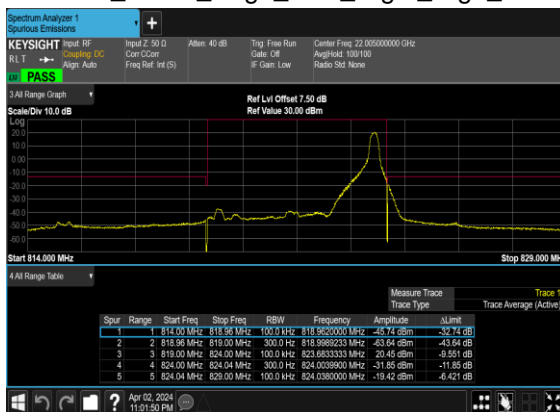 Spectrum Analyzer 1
Spurious Emissions
KEYSIGHT Input: RF Input Z: 50 Ω Atten: 40 dB Trig: Free Run Center Freq: 22.005000000 GHz
Coupling: DC Corr CCorr Gate: Off Avg|Hold: 100/100
RLT Align: Auto Freq Ref: Int (S) IF Gain: Low Radio Std: None
PASS
3 All Range Graph
Ref Lvl Offset 7.50 dB
Scale/Div 10.0 dB Ref Value 30.00 dBm
Log
20.0
10.0
0.00
-10.0
-20.0
-30.0
-40.0
-50.0
-60.0
Start 814.000 MHz Stop 829.000 MH
4 All Range Table
Measure Trace Trace 1
Trace Type Trace Average (Active)
Spur Range Start Freq Stop Freq RBW Frequency Amplitude ΔLimit
1 1 814.00 MHz 818.96 MHz 100.0 kHz 818.9620000 MHz -45.74 dBm -32.74 dB
2 2 818.96 MHz 819.00 MHz 300.0 Hz 818.9989233 MHz -63.64 dBm -43.64 dB
3 3 819.00 MHz 824.00 MHz 100.0 kHz 823.6833333 MHz 20.45 dBm -9.551 dB
4 4 824.00 MHz 824.04 MHz 300.0 Hz 824.0039900 MHz -31.85 dBm -11.85 dB
5 5 824.04 MHz 829.00 MHz 100.0 kHz 824.0380000 MHz -19.42 dBm -6.421 dB
Apr 02, 2024
11:01:50 PM